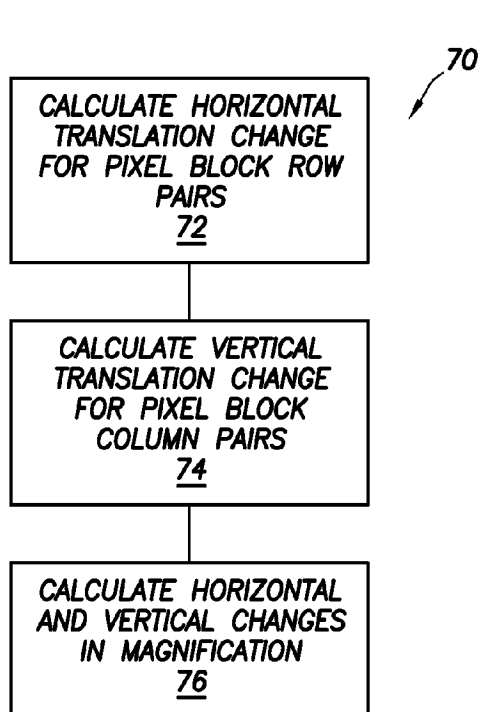 70
CALCULATE HORIZONTAL
TRANSLATION CHANGE
FOR PIXEL BLOCK ROW
PAIRS
72
CALCULATE VERTICAL
TRANSLATION CHANGE
FOR PIXEL BLOCK
COLUMN PAIRS
74
CALCULATE HORIZONTAL
AND VERTICAL CHANGES
IN MAGNIFICATION
76